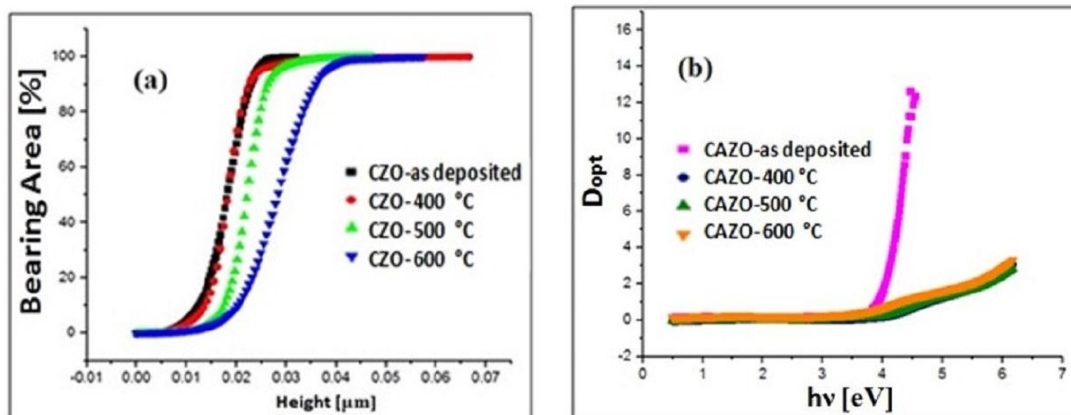 (a)
Bearing Area [%]
100
80
60
40
20
0
CZO-as deposited
CZO-400 °C
CZO-500 °C
CZO-600 °C
-0.01 0.00 0.01 0.02 0.03 0.04 0.05 0.06 0.07
Height [µm]
(b)
Dopt
16
14
12
10
8
6
4
2
0
-2
CAZO-as deposited
CAZO-400 °C
CAZO-500 °C
CAZO-600 °C
0 1 2 3 4 5 6 7
hν [eV]